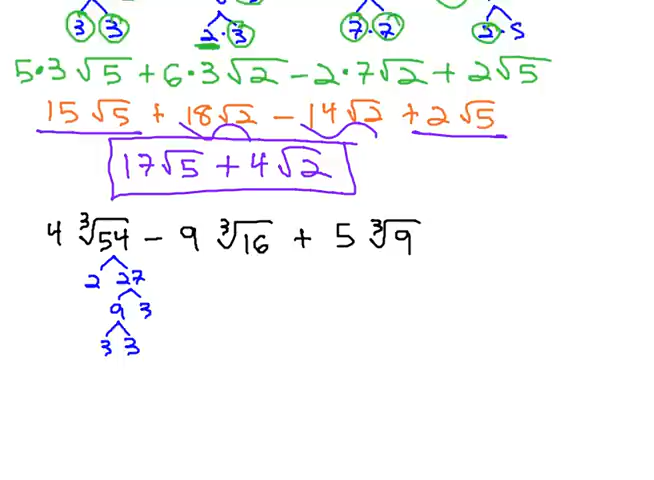 3 3 2 · 3 7 · 7 2 · 5
5·3√5 + 6·3√2 − 2·7√2 + 2√5
15√5 + 18√2 − 14√2 + 2√5
17√5 + 4√2
4 ∛54 − 9 ∛16 + 5 ∛9
2 27
9 3
3 3